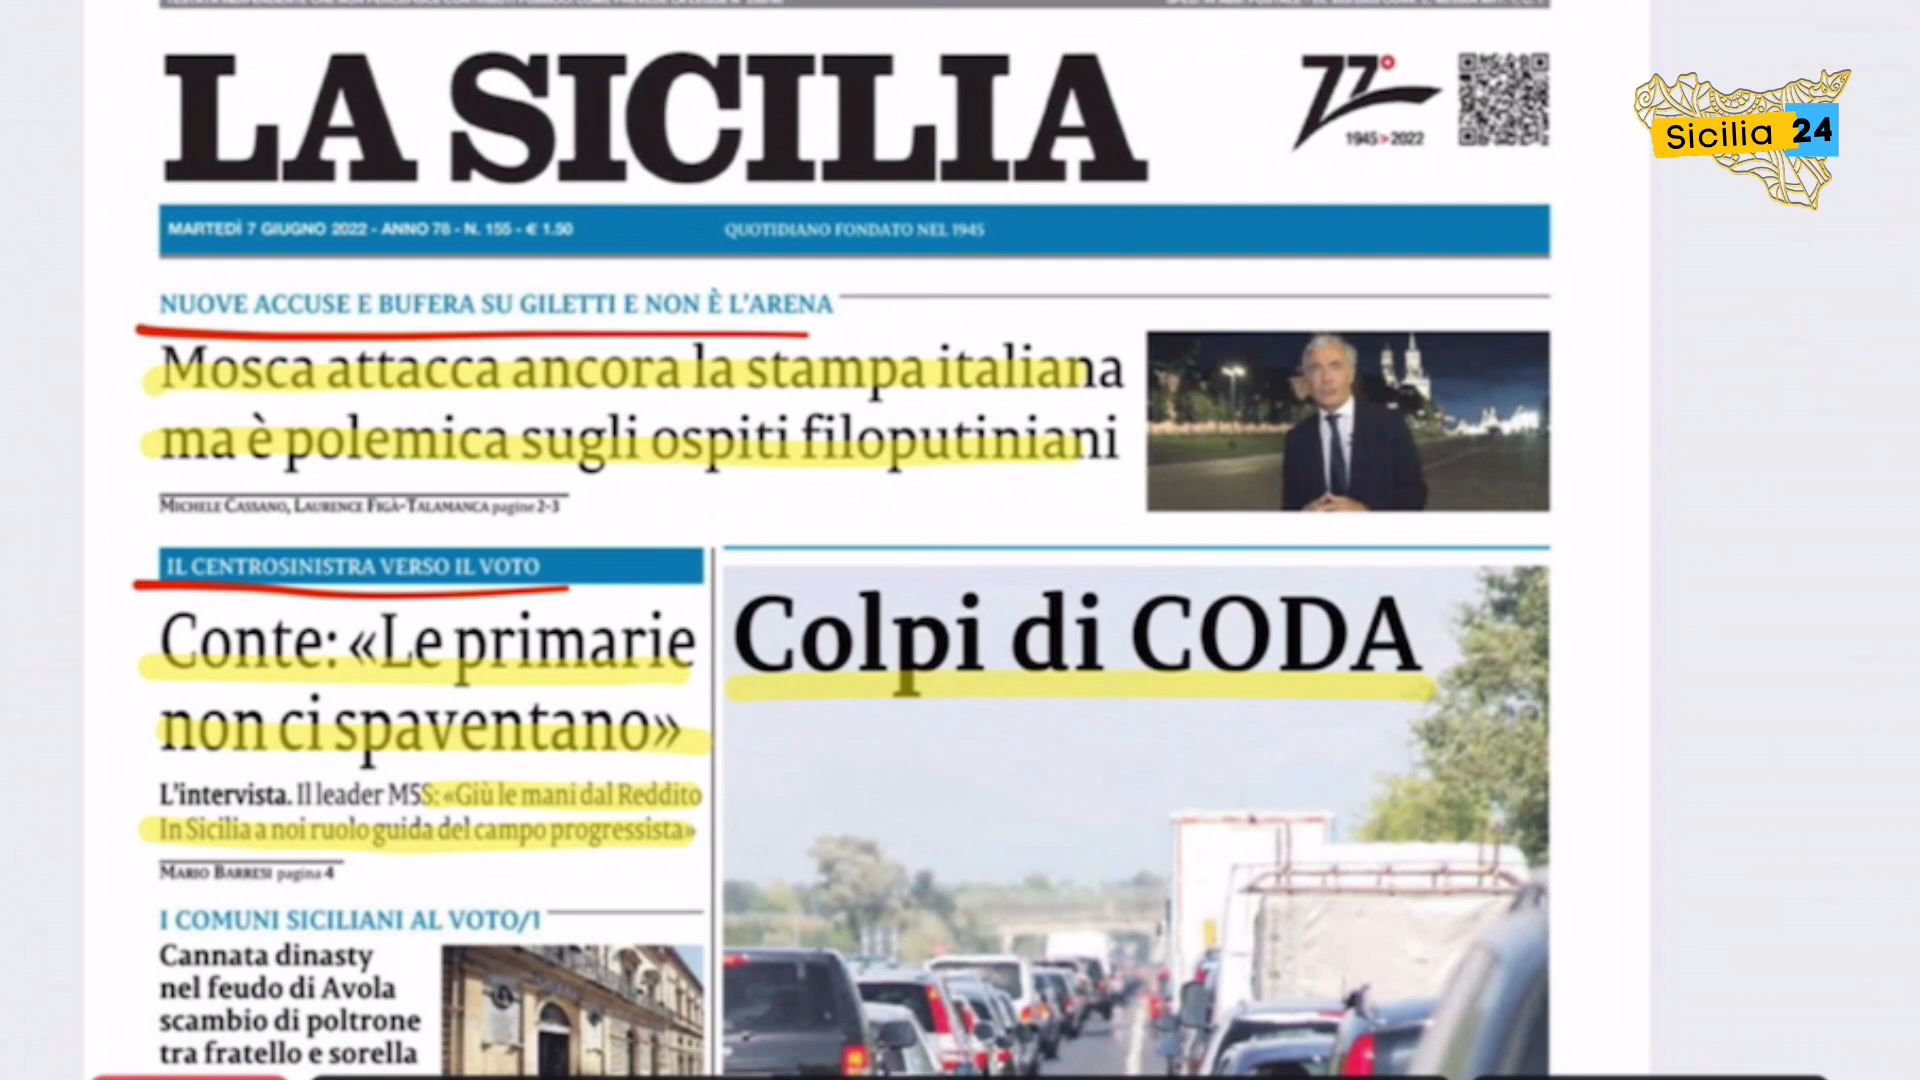 LA SICILIA
77°
1945>2022
Sicilia 24
MARTEDÌ 7 GIUGNO 2022 - ANNO 78 - N. 155 - € 1.50
QUOTIDIANO FONDATO NEL 1945
NUOVE ACCUSE E BUFERA SU GILETTI E NON È L'ARENA
Mosca attacca ancora la stampa italiana
ma è polemica sugli ospiti filoputiniani
MICHELE CASSANO, LAURENCE FIGÀ-TALAMANCA pagine 2-3
IL CENTROSINISTRA VERSO IL VOTO
Conte: «Le primarie
non ci spaventano»
L'intervista. Il leader M5S: «Giù le mani dal Reddito
In Sicilia a noi ruolo guida del campo progressista»
MARIO BARRESI pagina 4
I COMUNI SICILIANI AL VOTO/1
Cannata dinasty
nel feudo di Avola
scambio di poltrone
tra fratello e sorella
Colpi di CODA